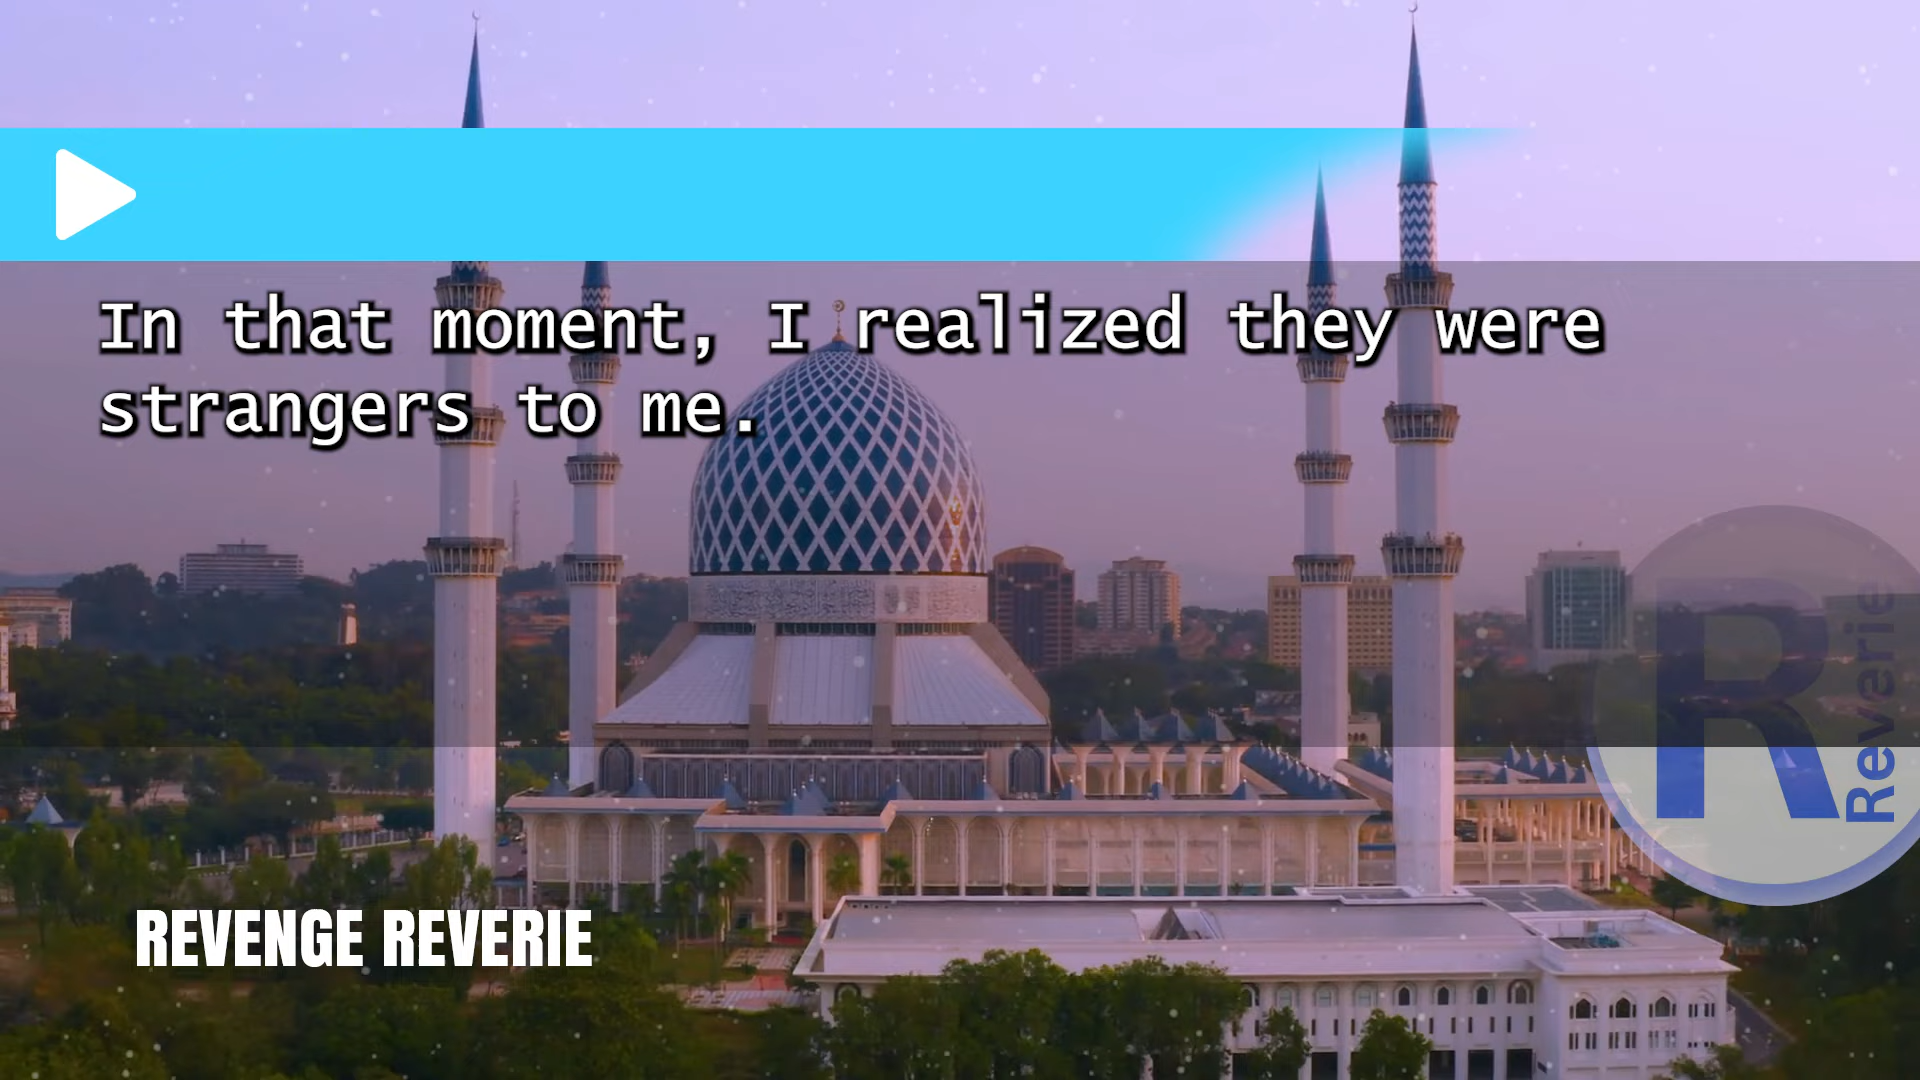 In that moment, I realized they were
strangers to me.
R
Reverie
REVENGE REVERIE